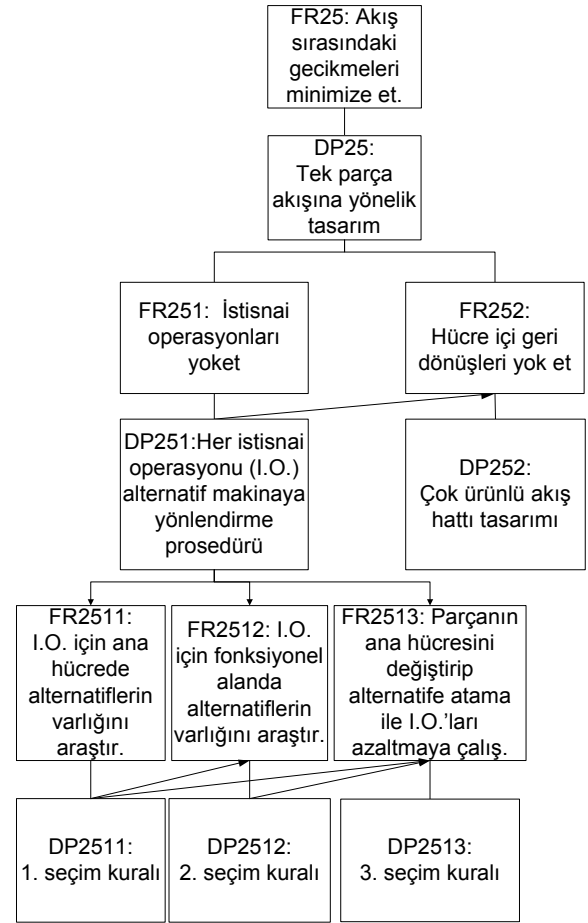 FR25: Akış
sırasındaki
gecikmeleri
minimize et.
DP25:
Tek parça
akışına yönelik
tasarım
FR251:  İstisnai
operasyonları
yoket
FR252:
Hücre içi geri
dönüşleri yok et
DP251:Her istisnai
operasyonu (I.O.)
alternatif makinaya
yönlendirme
prosedürü
DP252:
Çok ürünlü akış
hattı tasarımı
FR2511:
I.O. için ana
hücrede
alternatiflerin
varlığını
araştır.
FR2512: I.O.
için fonksiyonel
alanda
alternatiflerin
varlığını araştır.
FR2513: Parçanın
ana hücresini
değiştirip
alternatife atama
ile I.O.'ları
azaltmaya çalış.
DP2511:
1. seçim kuralı
DP2512:
2. seçim kuralı
DP2513:
3. seçim kuralı